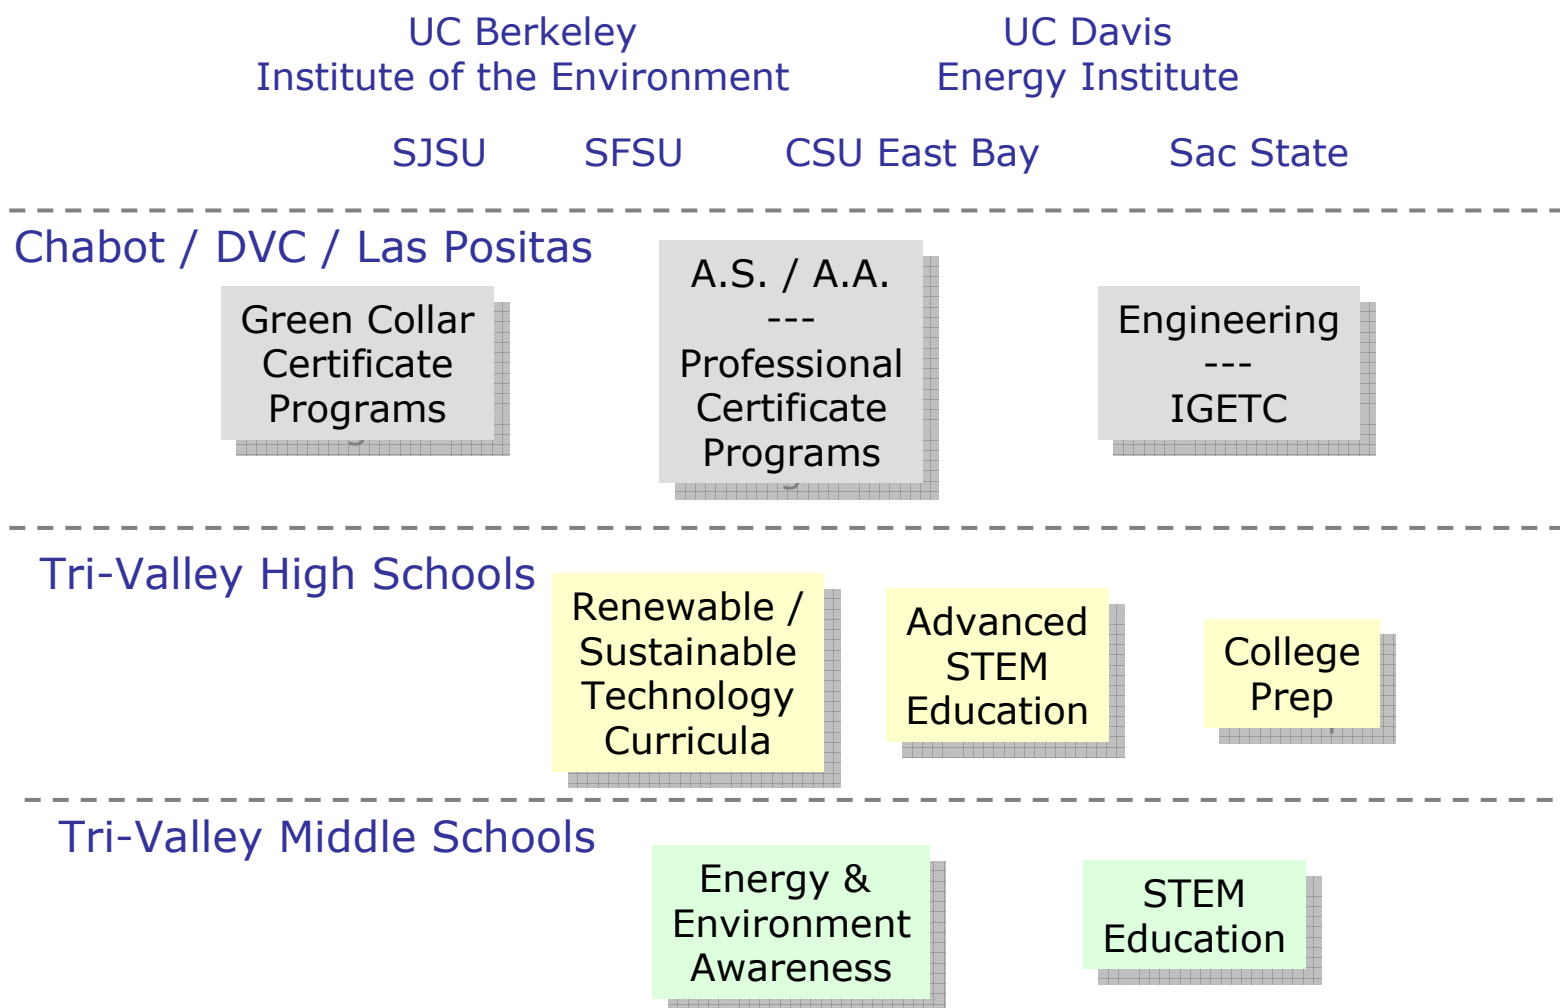 UC Berkeley
Institute of the Environment
UC Davis
Energy Institute
SJSU SFSU CSU East Bay Sac State
Chabot / DVC / Las Positas
Green Collar
Certificate
Programs
A.S. / A.A.
---
Professional
Certificate
Programs
Engineering
---
IGETC
Tri-Valley High Schools
Renewable /
Sustainable
Technology
Curricula
Advanced
STEM
Education
College
Prep
Tri-Valley Middle Schools
Energy &
Environment
Awareness
STEM
Education